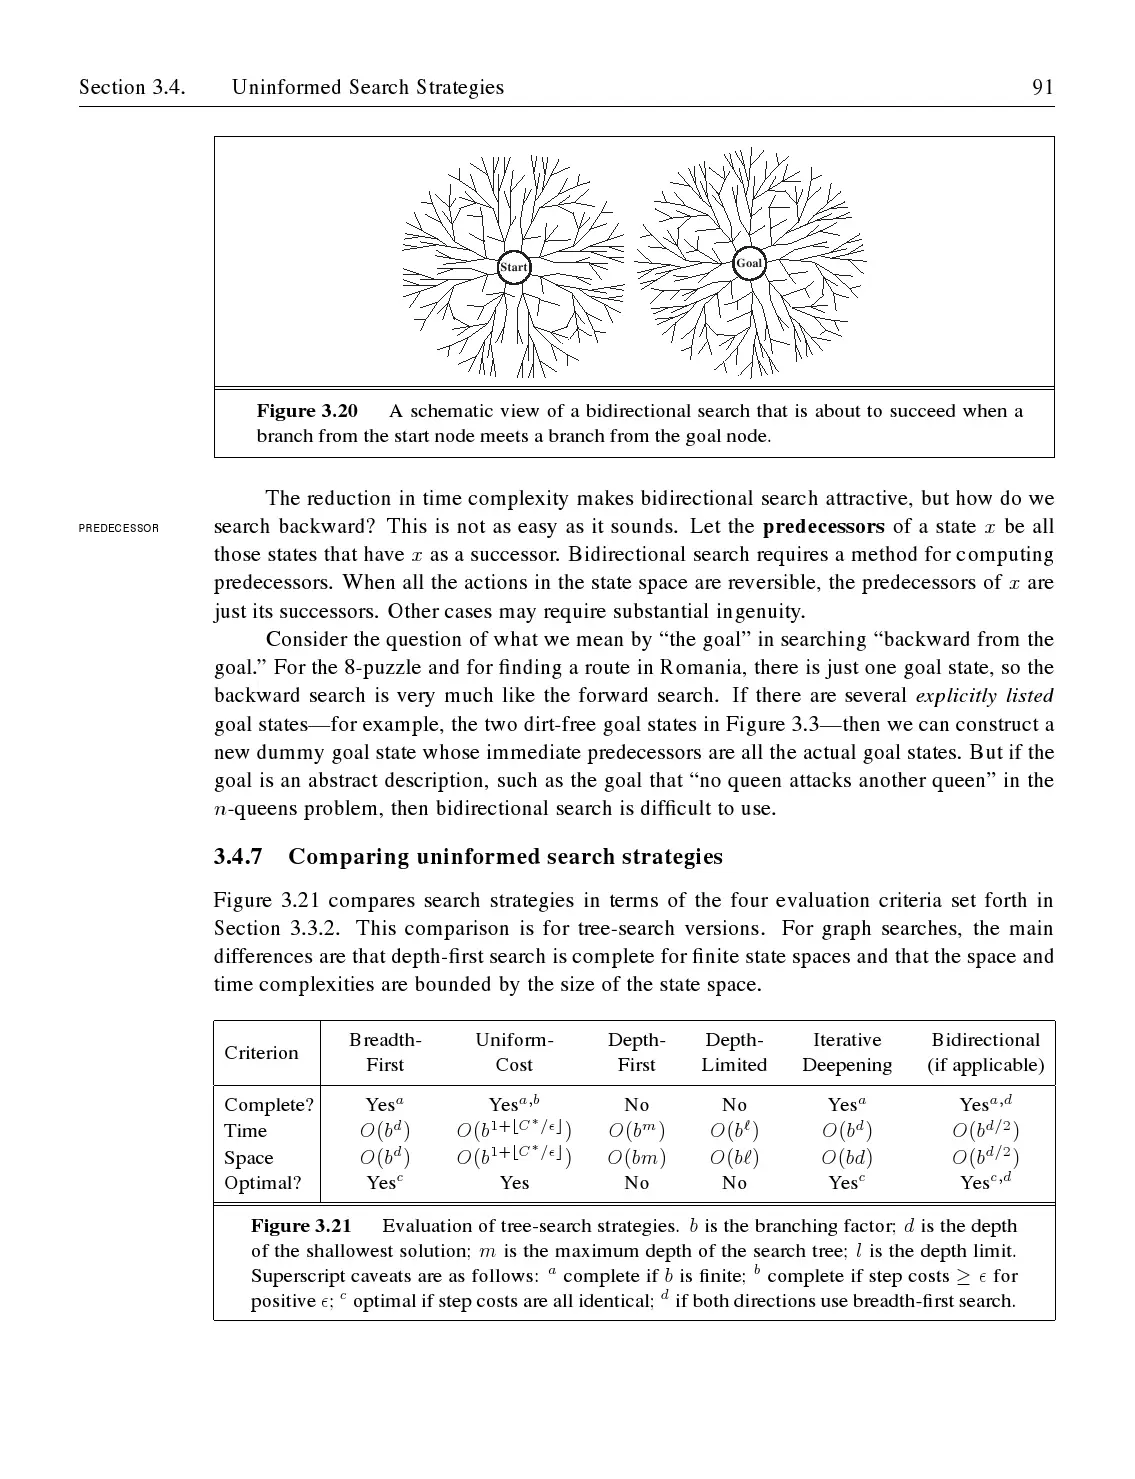 Section 3.4. Uninformed Search Strategies 91
Start
Goal
Figure 3.20 A schematic view of a bidirectional search that is about to succeed when a
branch from the start node meets a branch from the goal node.
The reduction in time complexity makes bidirectional search attractive, but how do we
PREDECESSOR
search backward? This is not as easy as it sounds. Let the predecessors of a state x be all
those states that have x as a successor. Bidirectional search requires a method for computing
predecessors. When all the actions in the state space are reversible, the predecessors of x are
just its successors. Other cases may require substantial ingenuity.
Consider the question of what we mean by “the goal” in searching “backward from the
goal.” For the 8-puzzle and for finding a route in Romania, there is just one goal state, so the
backward search is very much like the forward search. If there are several explicitly listed
goal states—for example, the two dirt-free goal states in Figure 3.3—then we can construct a
new dummy goal state whose immediate predecessors are all the actual goal states. But if the
goal is an abstract description, such as the goal that “no queen attacks another queen” in the
n-queens problem, then bidirectional search is difficult to use.
3.4.7 Comparing uninformed search strategies
Figure 3.21 compares search strategies in terms of the four evaluation criteria set forth in
Section 3.3.2. This comparison is for tree-search versions. For graph searches, the main
differences are that depth-first search is complete for finite state spaces and that the space and
time complexities are bounded by the size of the state space.
Criterion Breadth- Uniform- Depth- Depth- Iterative Bidirectional
First Cost First Limited Deepening (if applicable)
Complete? Yes^a Yes^a,b No No Yes^a Yes^a,d
Time O(b^d) O(b^{1+⌊C*/ϵ⌋}) O(b^m) O(b^ℓ) O(b^d) O(b^{d/2})
Space O(b^d) O(b^{1+⌊C*/ϵ⌋}) O(bm) O(bℓ) O(bd) O(b^{d/2})
Optimal? Yes^c Yes No No Yes^c Yes^c,d
Figure 3.21 Evaluation of tree-search strategies. b is the branching factor; d is the depth
of the shallowest solution; m is the maximum depth of the search tree; l is the depth limit.
Superscript caveats are as follows: ^a complete if b is finite; ^b complete if step costs ≥ ϵ for
positive ϵ; ^c optimal if step costs are all identical; ^d if both directions use breadth-first search.